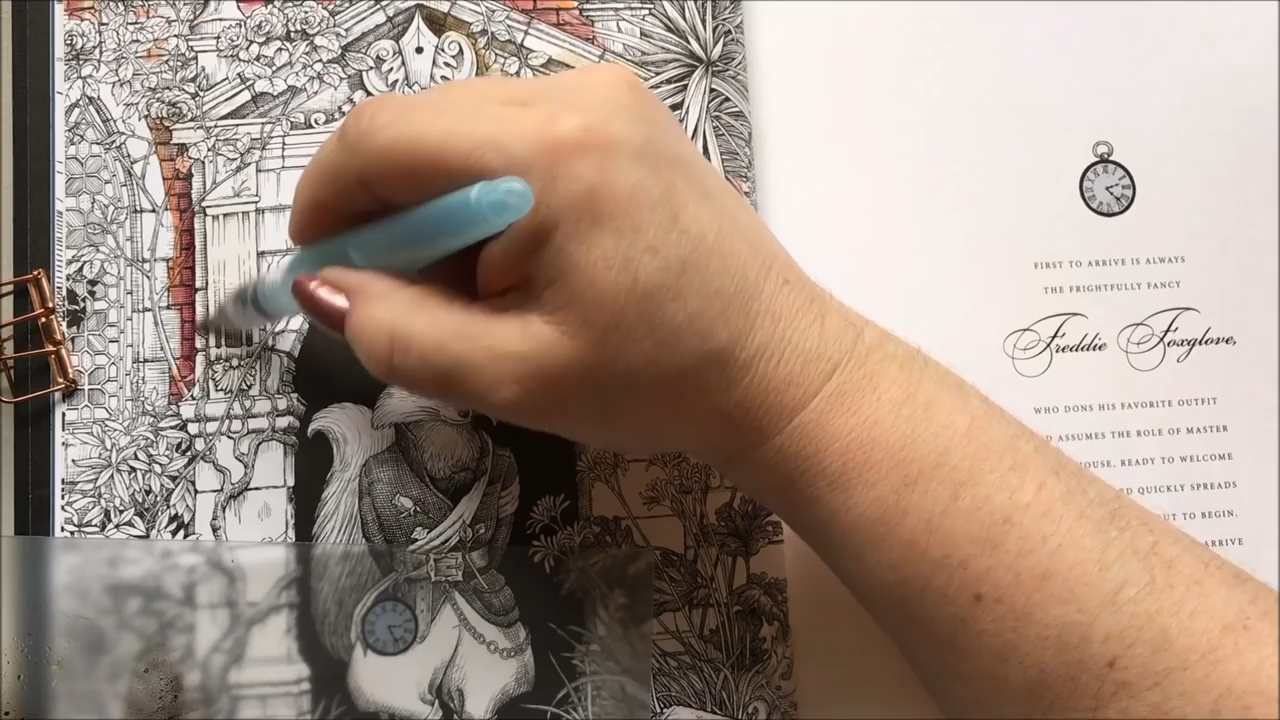 FIRST TO ARRIVE IS ALWAYS
THE FRIGHTFULLY FANCY
Freddie Foxglove,
WHO DONS HIS FAVORITE OUTFIT
ASSUMES THE ROLE OF MASTER
HOUSE, READY TO WELCOME
QUICKLY SPREADS
TO BEGIN,
ARRIVE